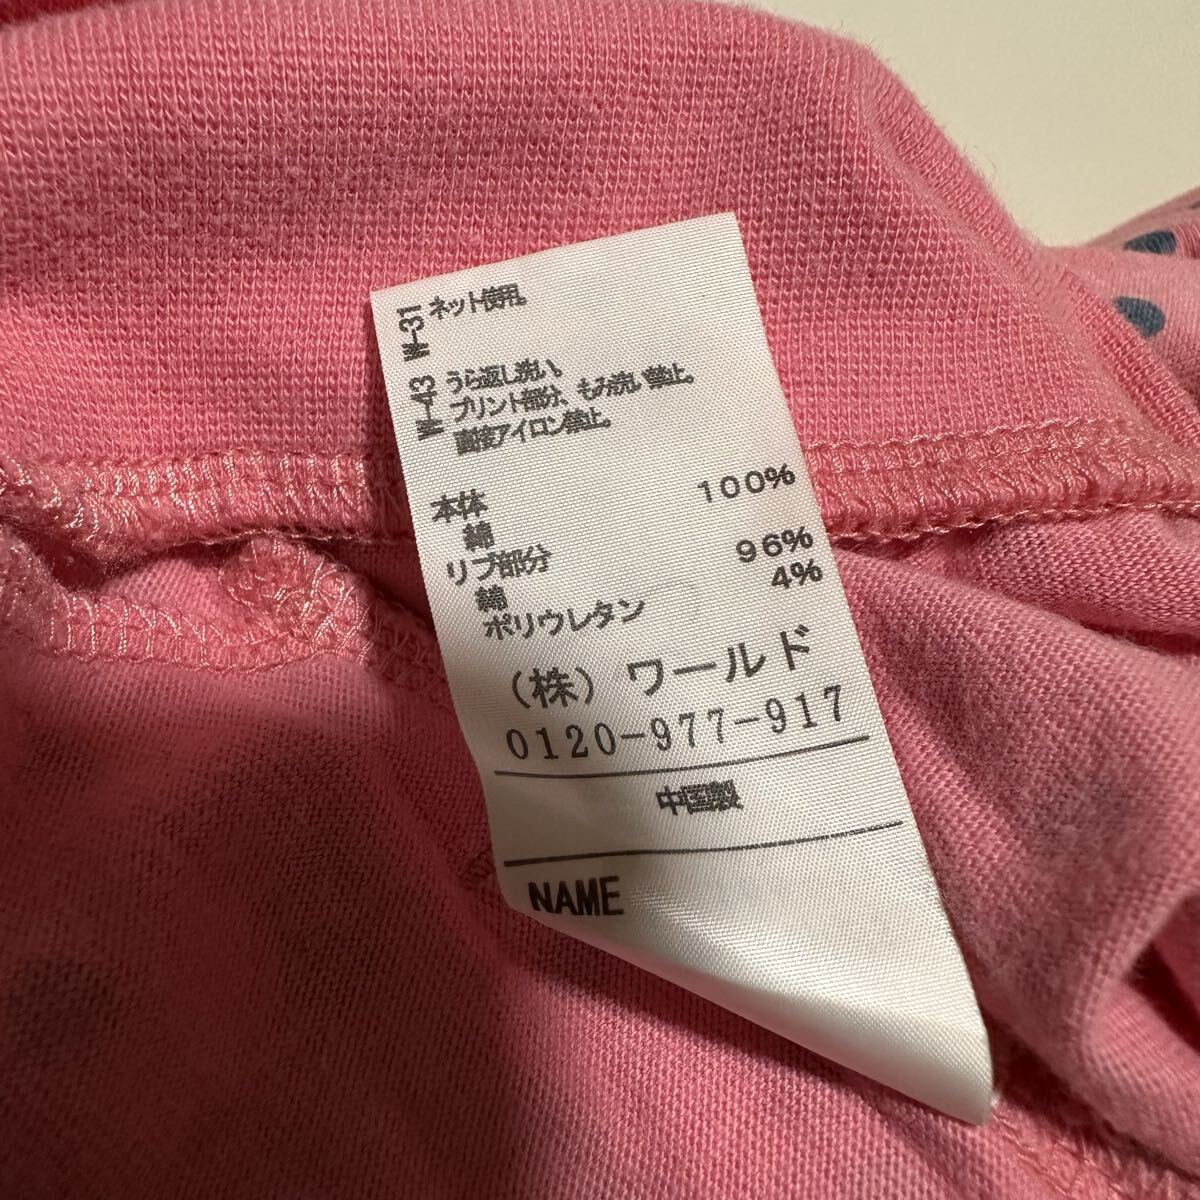 W-31 ネット使用。
W-43 うら返し洗い、
プリント部分、もみ洗い禁止。
直接アイロン禁止。
本体
綿 100%
リブ部分
綿 96%
ポリウレタン 4%
(株) ワールド
0120-977-917
中国製
NAME